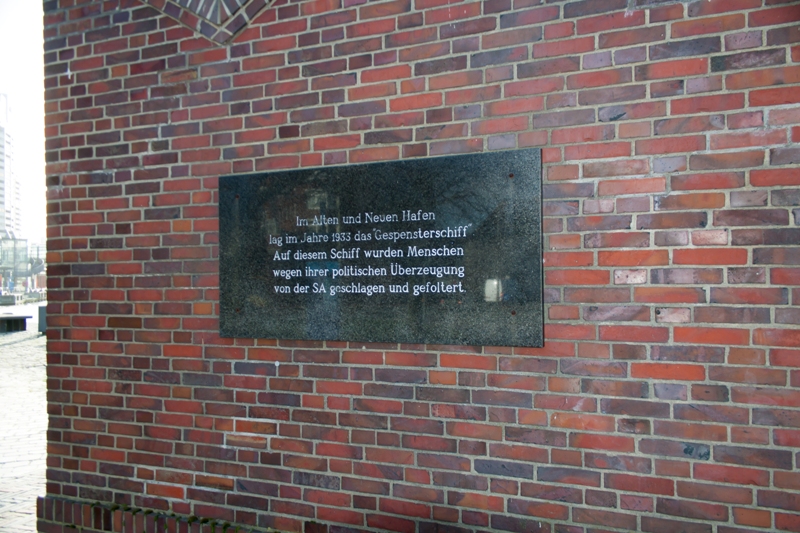 Im Alten und Neuen Hafen
lag im Jahre 1933 das "Gespensterschiff"
Auf diesem Schiff wurden Menschen
wegen ihrer politischen Überzeugung
von der SA geschlagen und gefoltert.